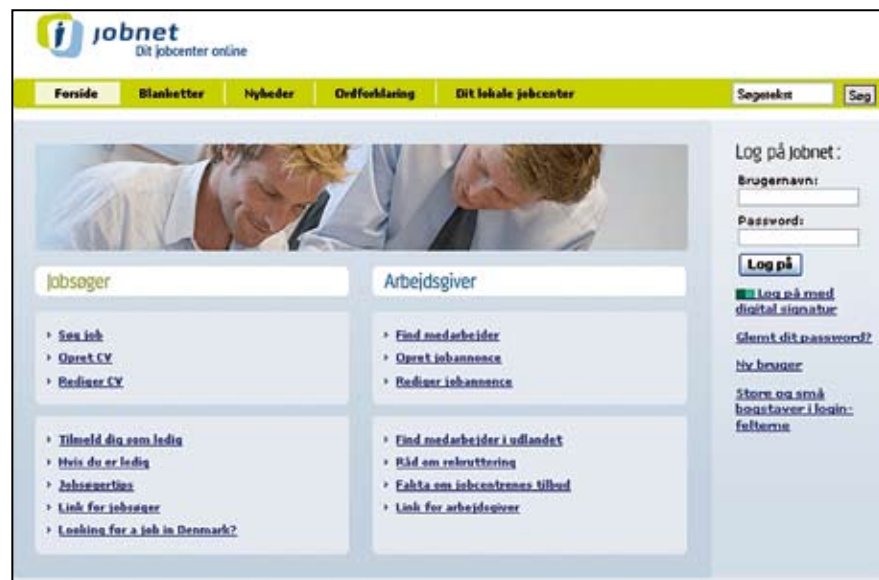 jobnet
Dit jobcenter online
Forside Blanketter Nyheder Ordforklaring Dit lokale jobcenter
Søgetekst Søg
Jobsøger
Søg job
Opret CV
Rediger CV
Tilmeld dig som ledig
Hvis du er ledig
Jobsøgertips
Link for jobsøger
Looking for a job in Denmark?
Arbejdsgiver
Find medarbejder
Opret jobannonce
Rediger jobannonce
Find medarbejder i udlandet
Råd om rekruttering
Fakta om jobcentrenes tilbud
Link for arbejdsgiver
Log på Jobnet:
Brugernavn:
Password:
Log på
Log på med
digital signatur
Glemt dit password?
Ny bruger
Store og små
bogstaver i login-
felterne